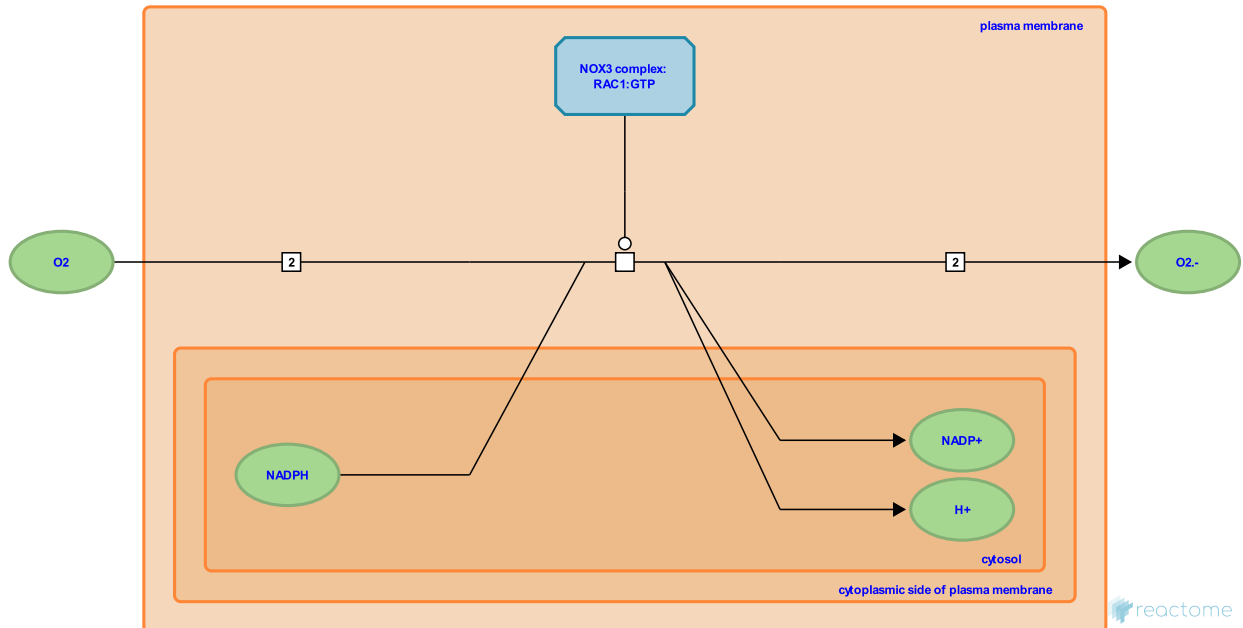 plasma membrane
NOX3 complex:
RAC1:GTP
O2
2
2
O2.-
NADPH
NADP+
H+
cytosol
cytoplasmic side of plasma membrane
reactome